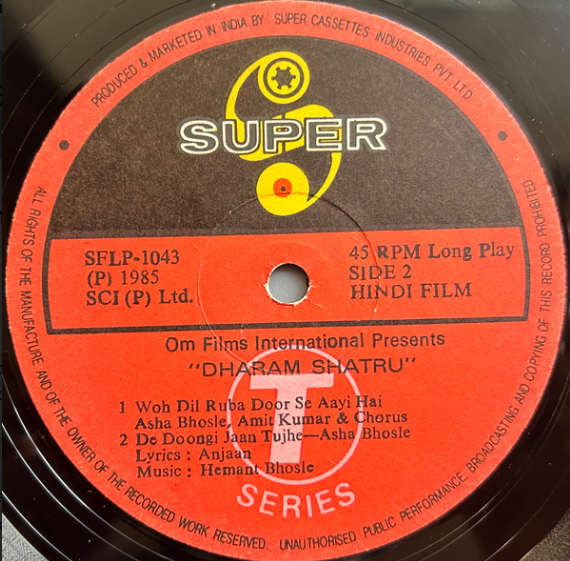 PRODUCED & MARKETED IN INDIA BY SUPER CASSETTES INDUSTRIES PVT. LTD
SUPER
SFLP-1043
(P) 1985
SCI (P) Ltd.
45 RPM Long Play
SIDE 2
HINDI FILM
Om Films International Presents
"DHARAM SHATRU"
1 Woh Dil Ruba Door Se Aayi Hai
Asha Bhosle, Amit Kumar & Chorus
2 De Doongi Jaan Tujhe—Asha Bhosle
Lyrics : Anjaan
Music : Hemant Bhosle
T
SERIES
ALL RIGHTS OF THE MANUFACTURE AND OF THE OWNER OF THE RECORDED WORK RESERVED. UNAUTHORISED PUBLIC PERFORMANCE BROADCASTING AND COPYING OF THIS RECORD PROHIBITED